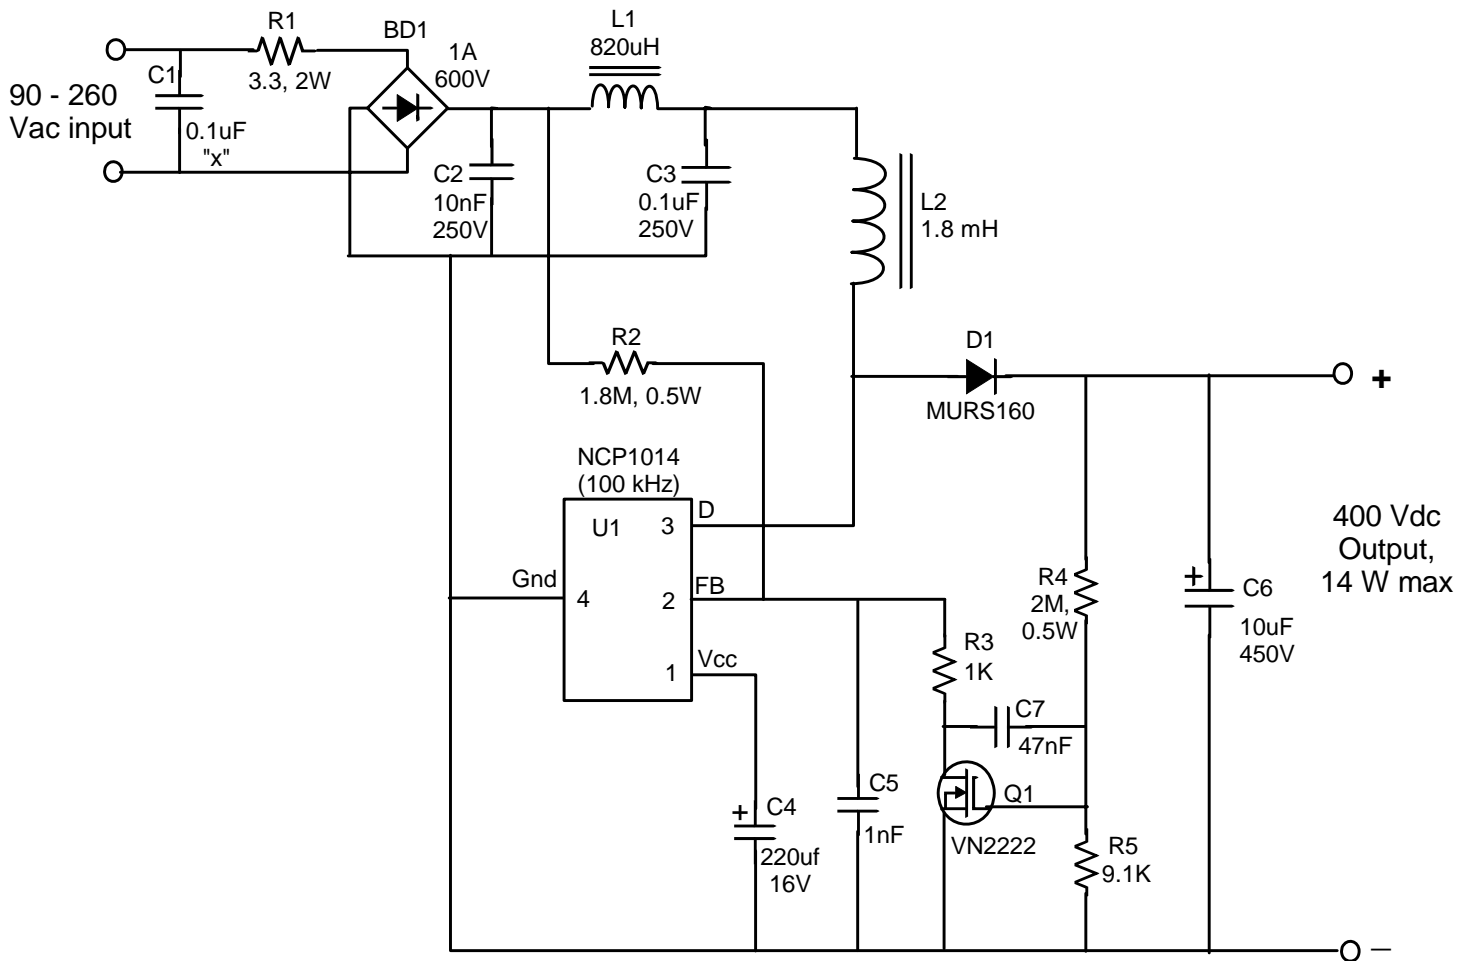 R1
3.3, 2W
BD1
1A
600V
L1
820uH
90 - 260
Vac input
C1
0.1uF
"x"
C2
10nF
250V
C3
0.1uF
250V
L2
1.8 mH
R2
1.8M, 0.5W
D1
MURS160
+
NCP1014
(100 kHz)
U1
3
D
Gnd
4
2
FB
1
Vcc
400 Vdc
Output,
14 W max
R4
2M,
0.5W
+
C6
10uF
450V
R3
1K
C7
47nF
Q1
VN2222
C5
1nF
+
C4
220uf
16V
R5
9.1K
–